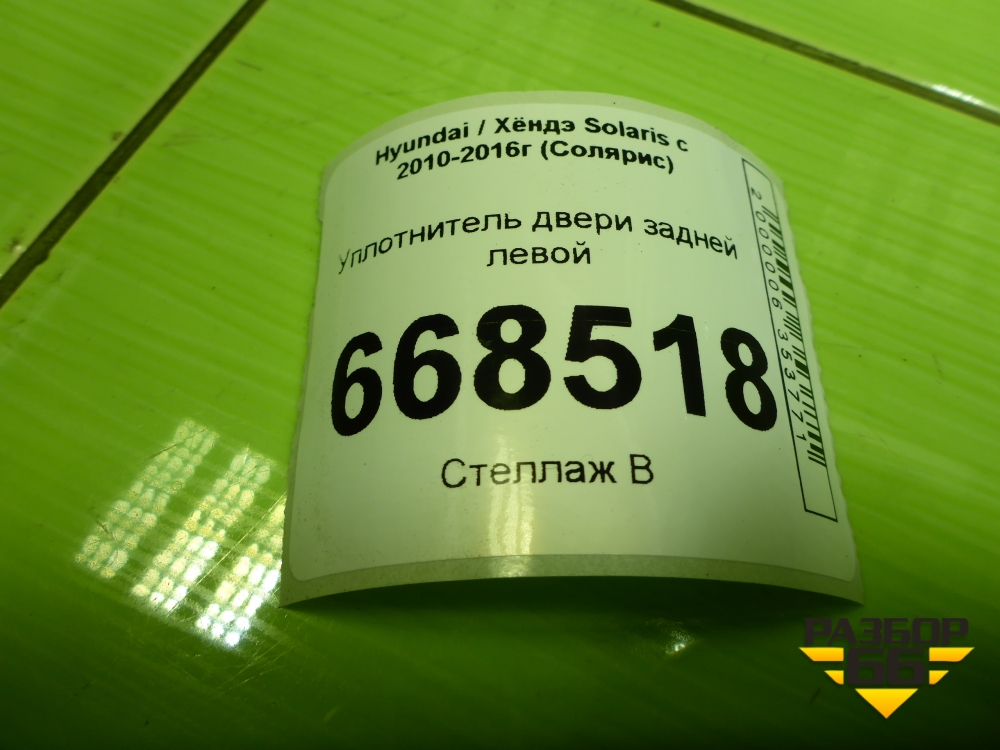 Hyundai / Хёндэ Solaris с
2010-2016г (Солярис)
Уплотнитель двери задней
левой
668518
Стеллаж В
2000006353771
РАЗБОР
66